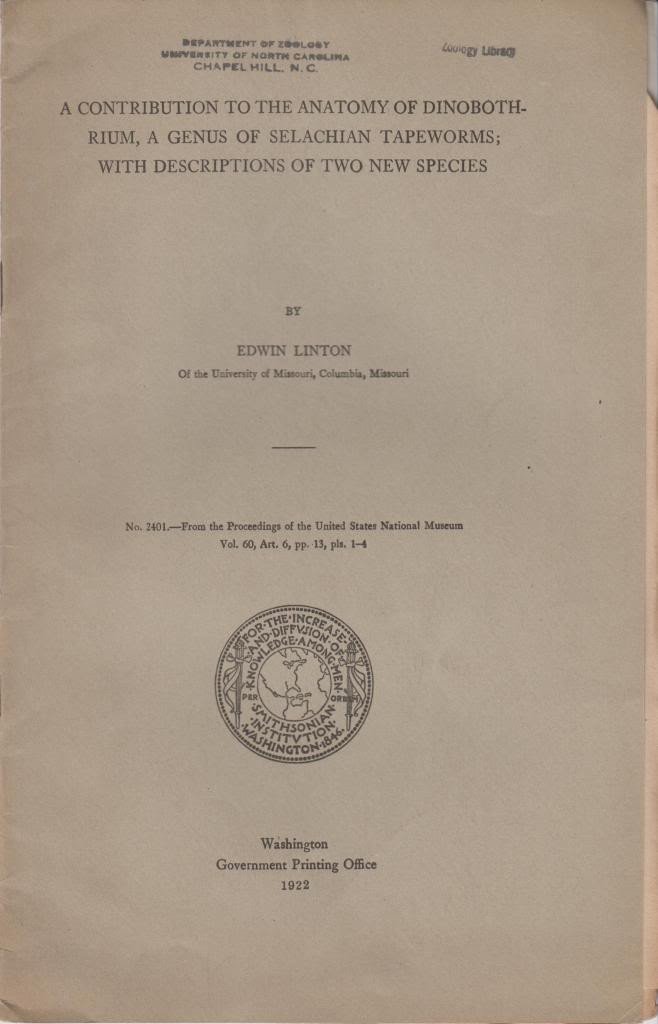 DEPARTMENT OF ZOOLOGY
UNIVERSITY OF NORTH CAROLINA
CHAPEL HILL, N. C.
Zoology Library
A CONTRIBUTION TO THE ANATOMY OF DINOBOTH-
RIUM, A GENUS OF SELACHIAN TAPEWORMS;
WITH DESCRIPTIONS OF TWO NEW SPECIES
BY
EDWIN LINTON
Of the University of Missouri, Columbia, Missouri
No. 2401.—From the Proceedings of the United States National Museum
Vol. 60, Art. 6, pp. 13, pls. 1–4
FOR·THE·INCREASE
·AND·DIFFVSION·OF·
·KNOWLEDGE·AMONG·MEN·
PER ORBEM
·SMITHSONIAN·
·INSTITVTION·
·WASHINGTON·1846·
Washington
Government Printing Office
1922